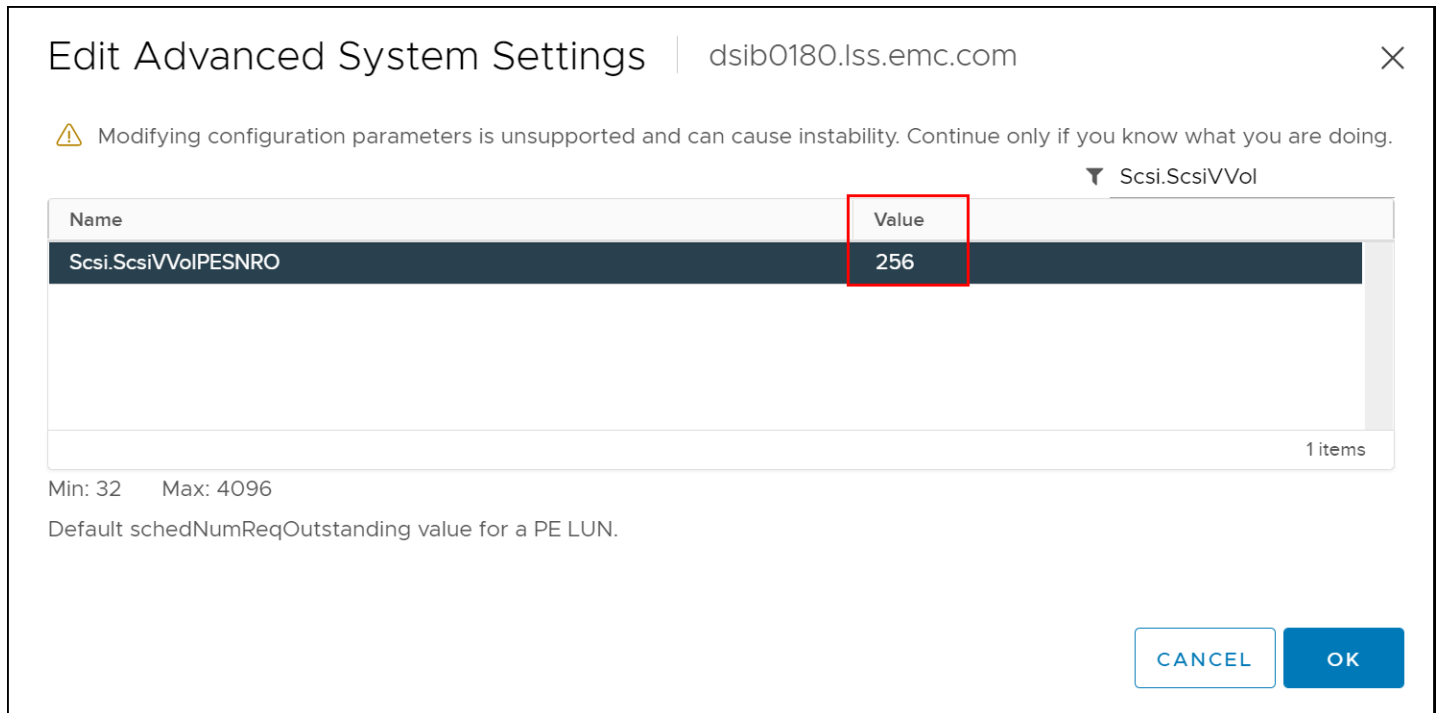 Edit Advanced System Settings dsib0180.lss.emc.com
Modifying configuration parameters is unsupported and can cause instability. Continue only if you know what you are doing.
Scsi.ScsiVVol
Name Value
Scsi.ScsiVVolPESNRO 256
1 items
Min: 32 Max: 4096
Default schedNumReqOutstanding value for a PE LUN.
CANCEL OK